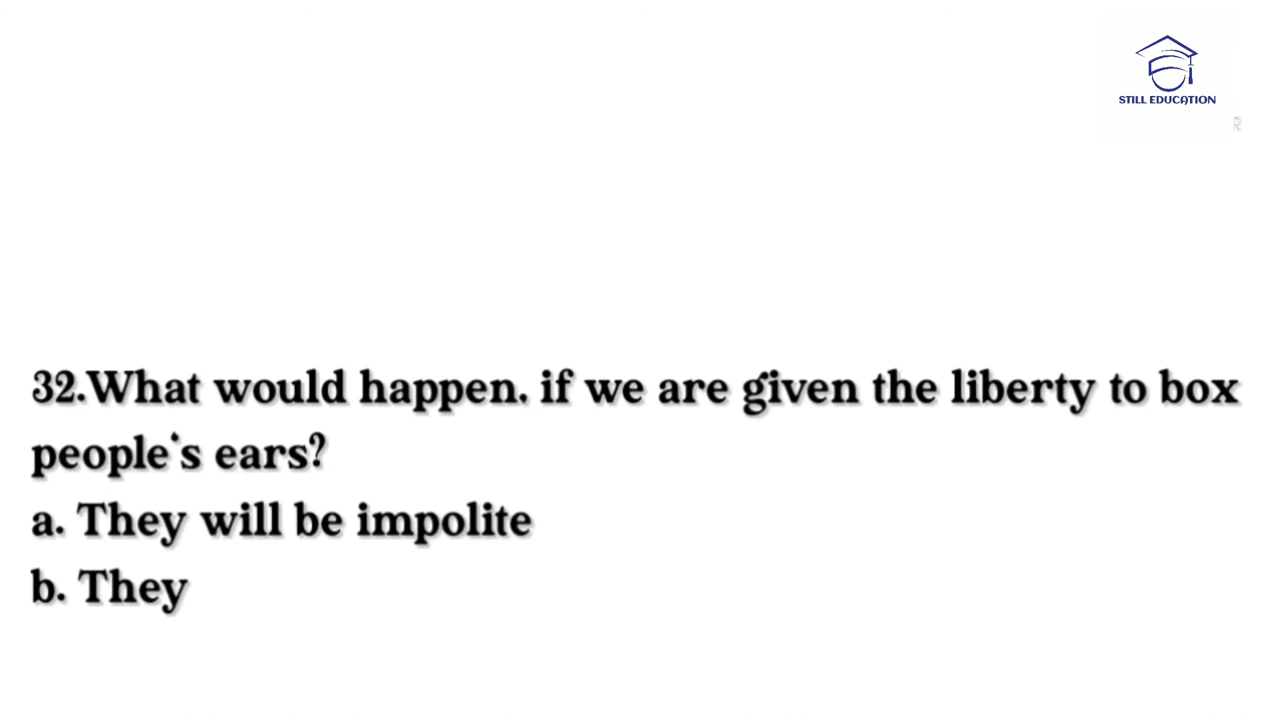 STILL EDUCATION
R
32.What would happen. if we are given the liberty to box
people's ears?
a. They will be impolite
b. They